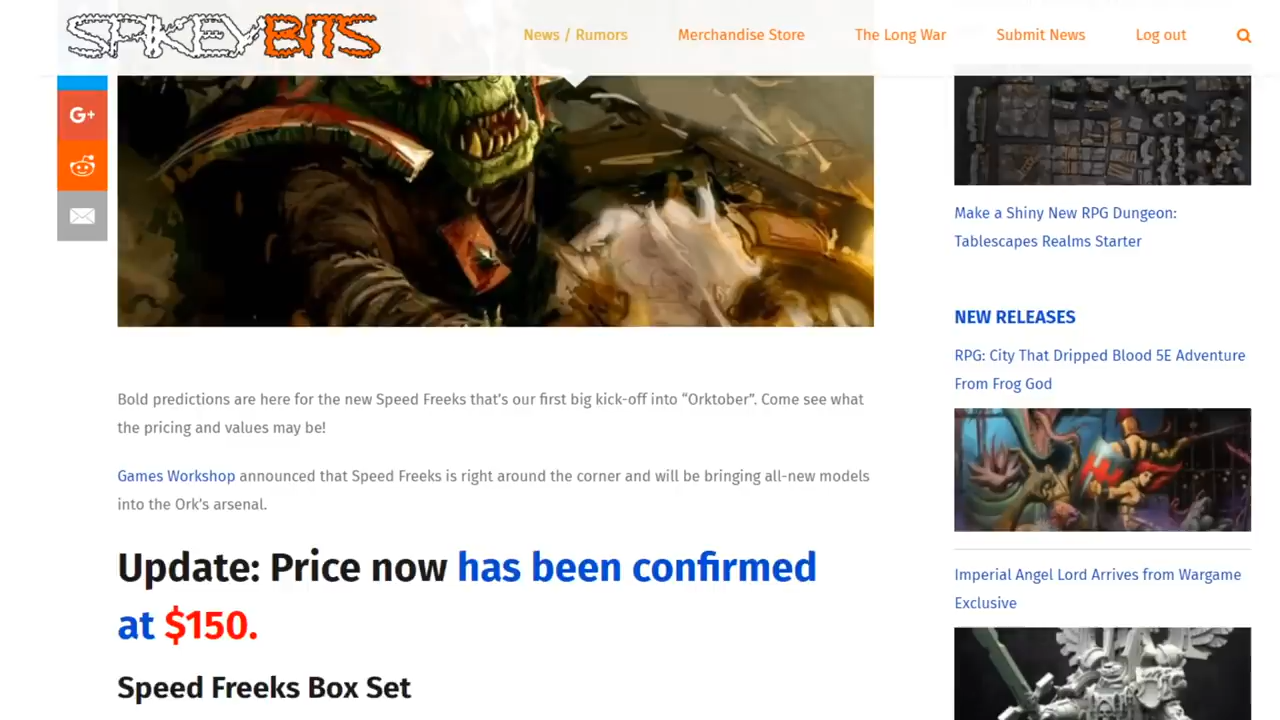 SPIKEYBITS
News / Rumors
Merchandise Store
The Long War
Submit News
Log out
G+
Make a Shiny New RPG Dungeon:
Tablescapes Realms Starter
NEW RELEASES
RPG: City That Dripped Blood 5E Adventure
From Frog God
Imperial Angel Lord Arrives from Wargame
Exclusive
Bold predictions are here for the new Speed Freeks that's our first big kick-off into “Orktober”. Come see what
the pricing and values may be!
Games Workshop announced that Speed Freeks is right around the corner and will be bringing all-new models
into the Ork's arsenal.
Update: Price now has been confirmed
at $150.
Speed Freeks Box Set